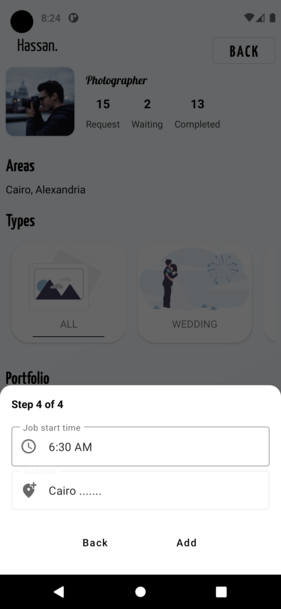 8:24
Hassan.
BACK
Photographer
15 2 13
Request Waiting Completed
Areas
Cairo, Alexandria
Types
ALL WEDDING
Portfolio
Step 4 of 4
Job start time
6:30 AM
Cairo .......
Back Add